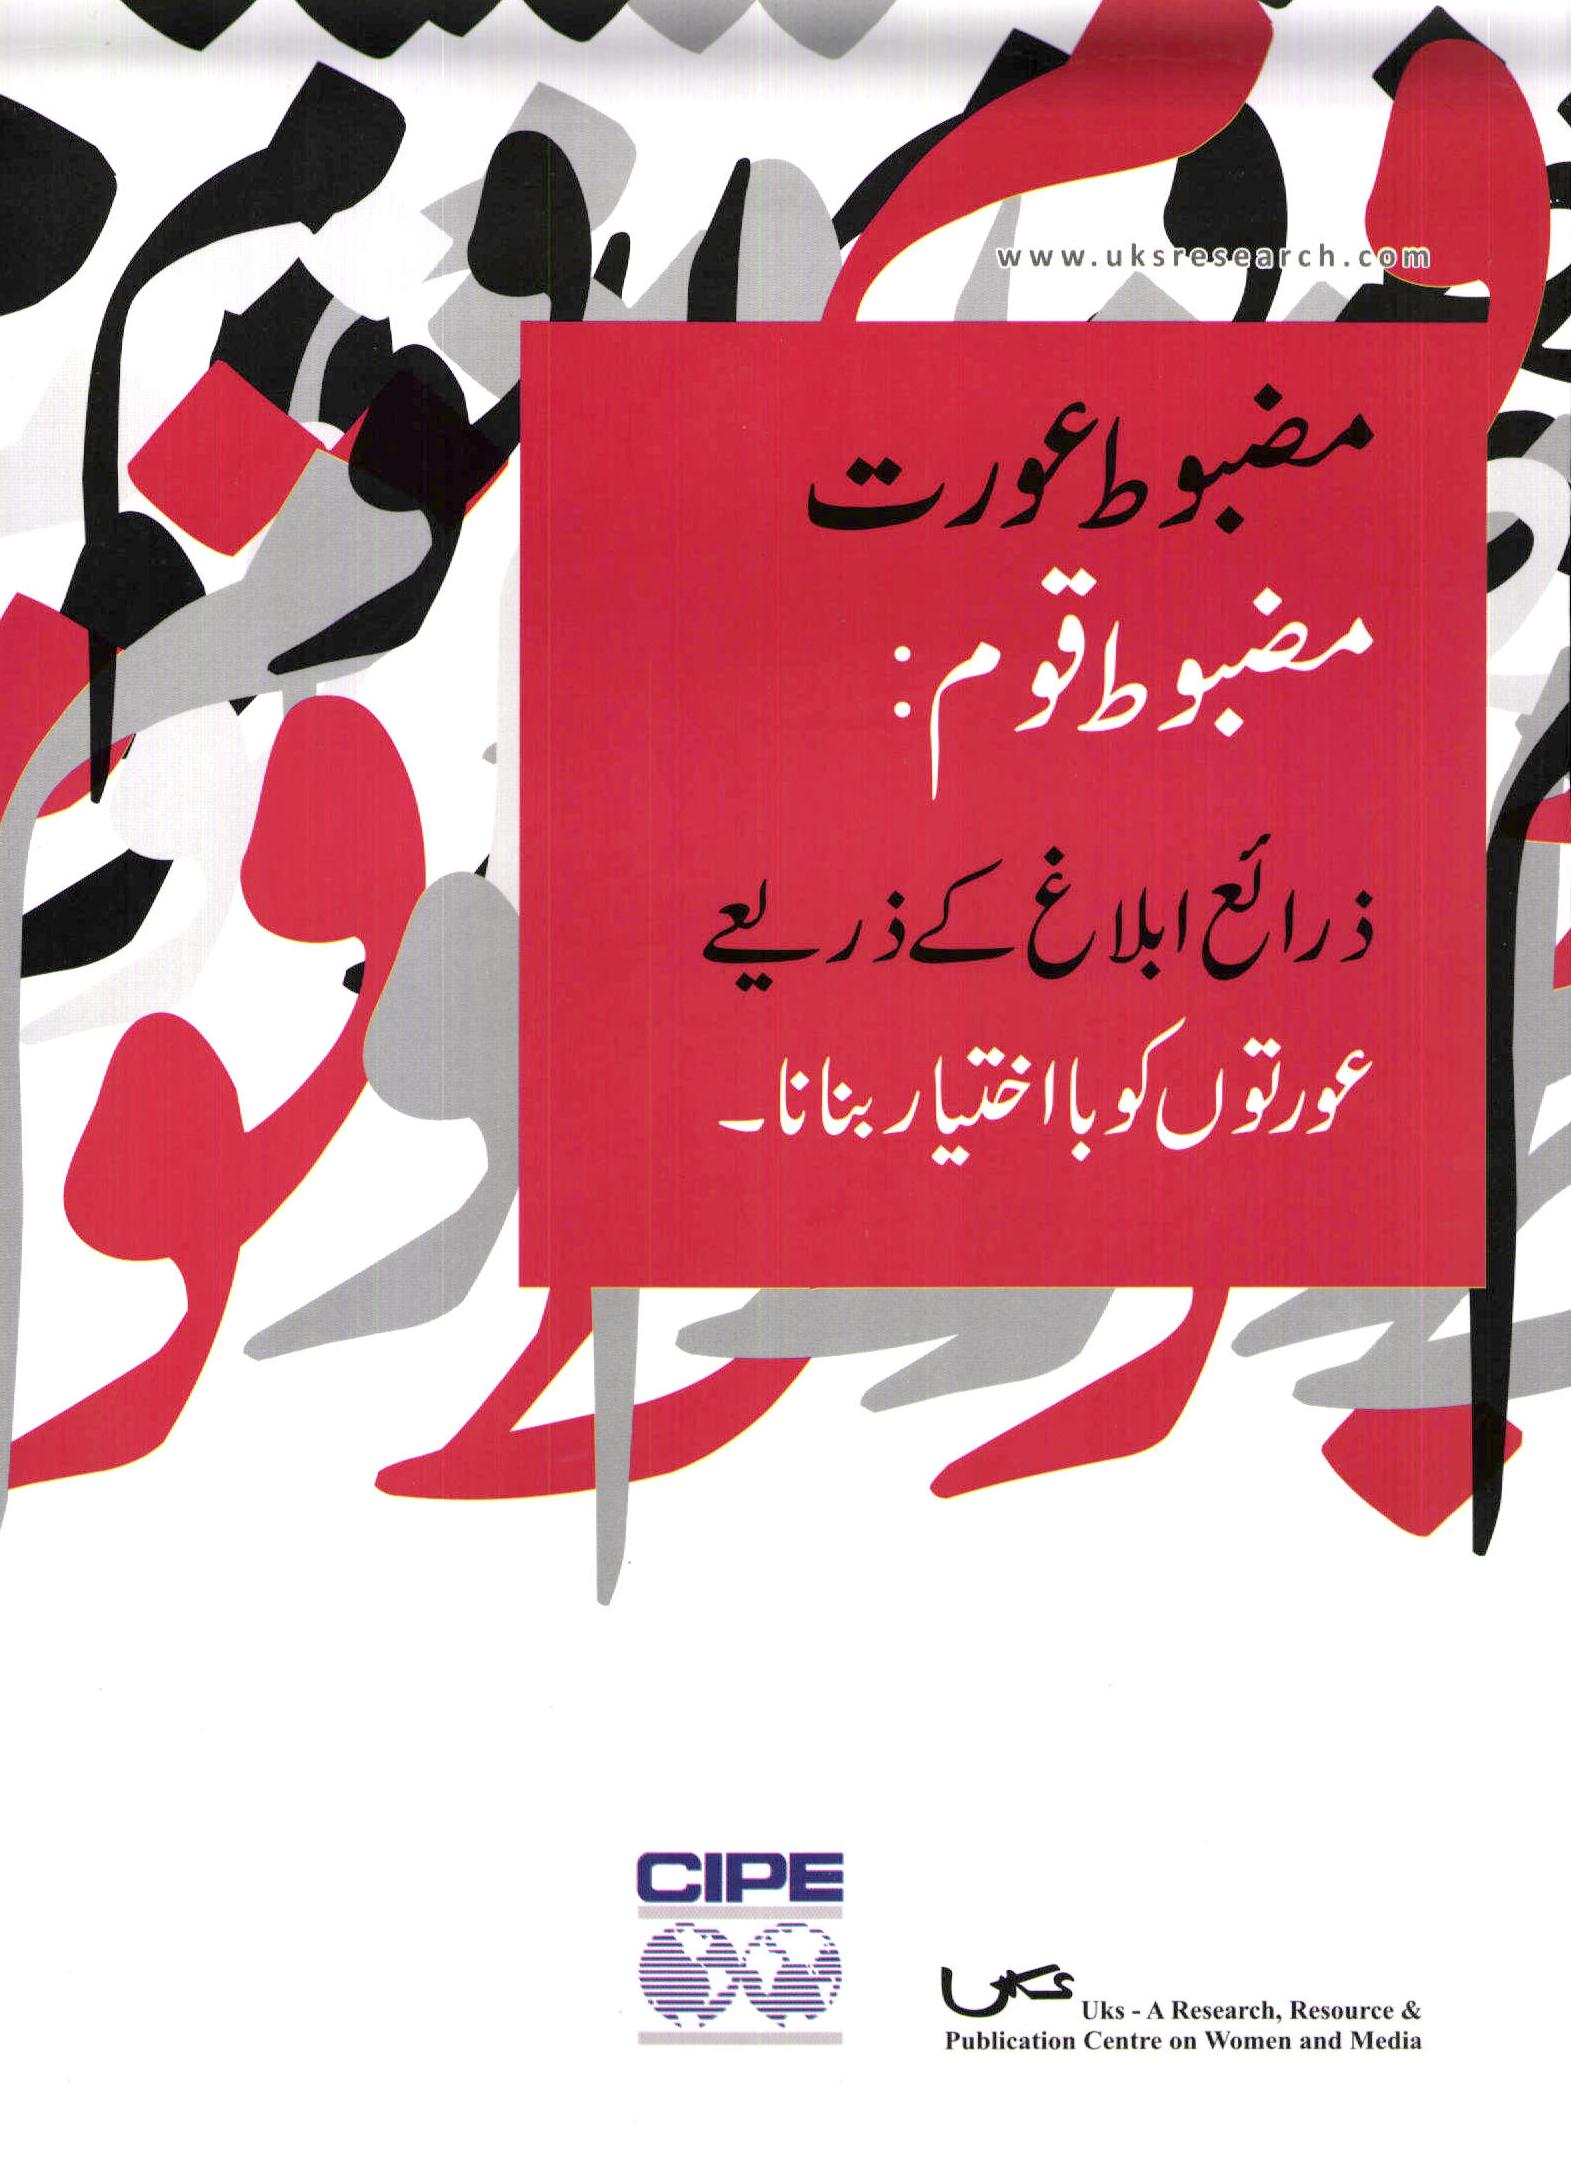 www.uksresearch.com
مضبوط عورت
مضبوط قوم:
ذرائع ابلاغ کے ذریعے
عورتوں کو بااختیار بنانا۔
CIPE
عکس
Uks - A Research, Resource &
Publication Centre on Women and Media